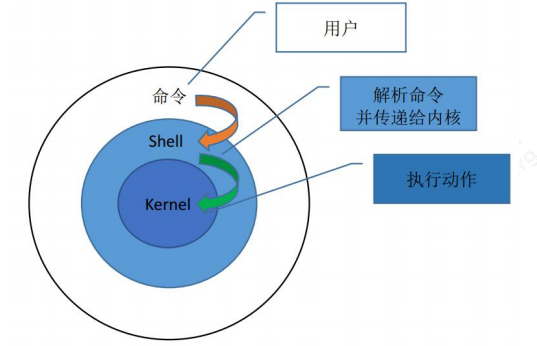 用户
命令
解析命令
并传递给内核
Shell
执行动作
Kernel